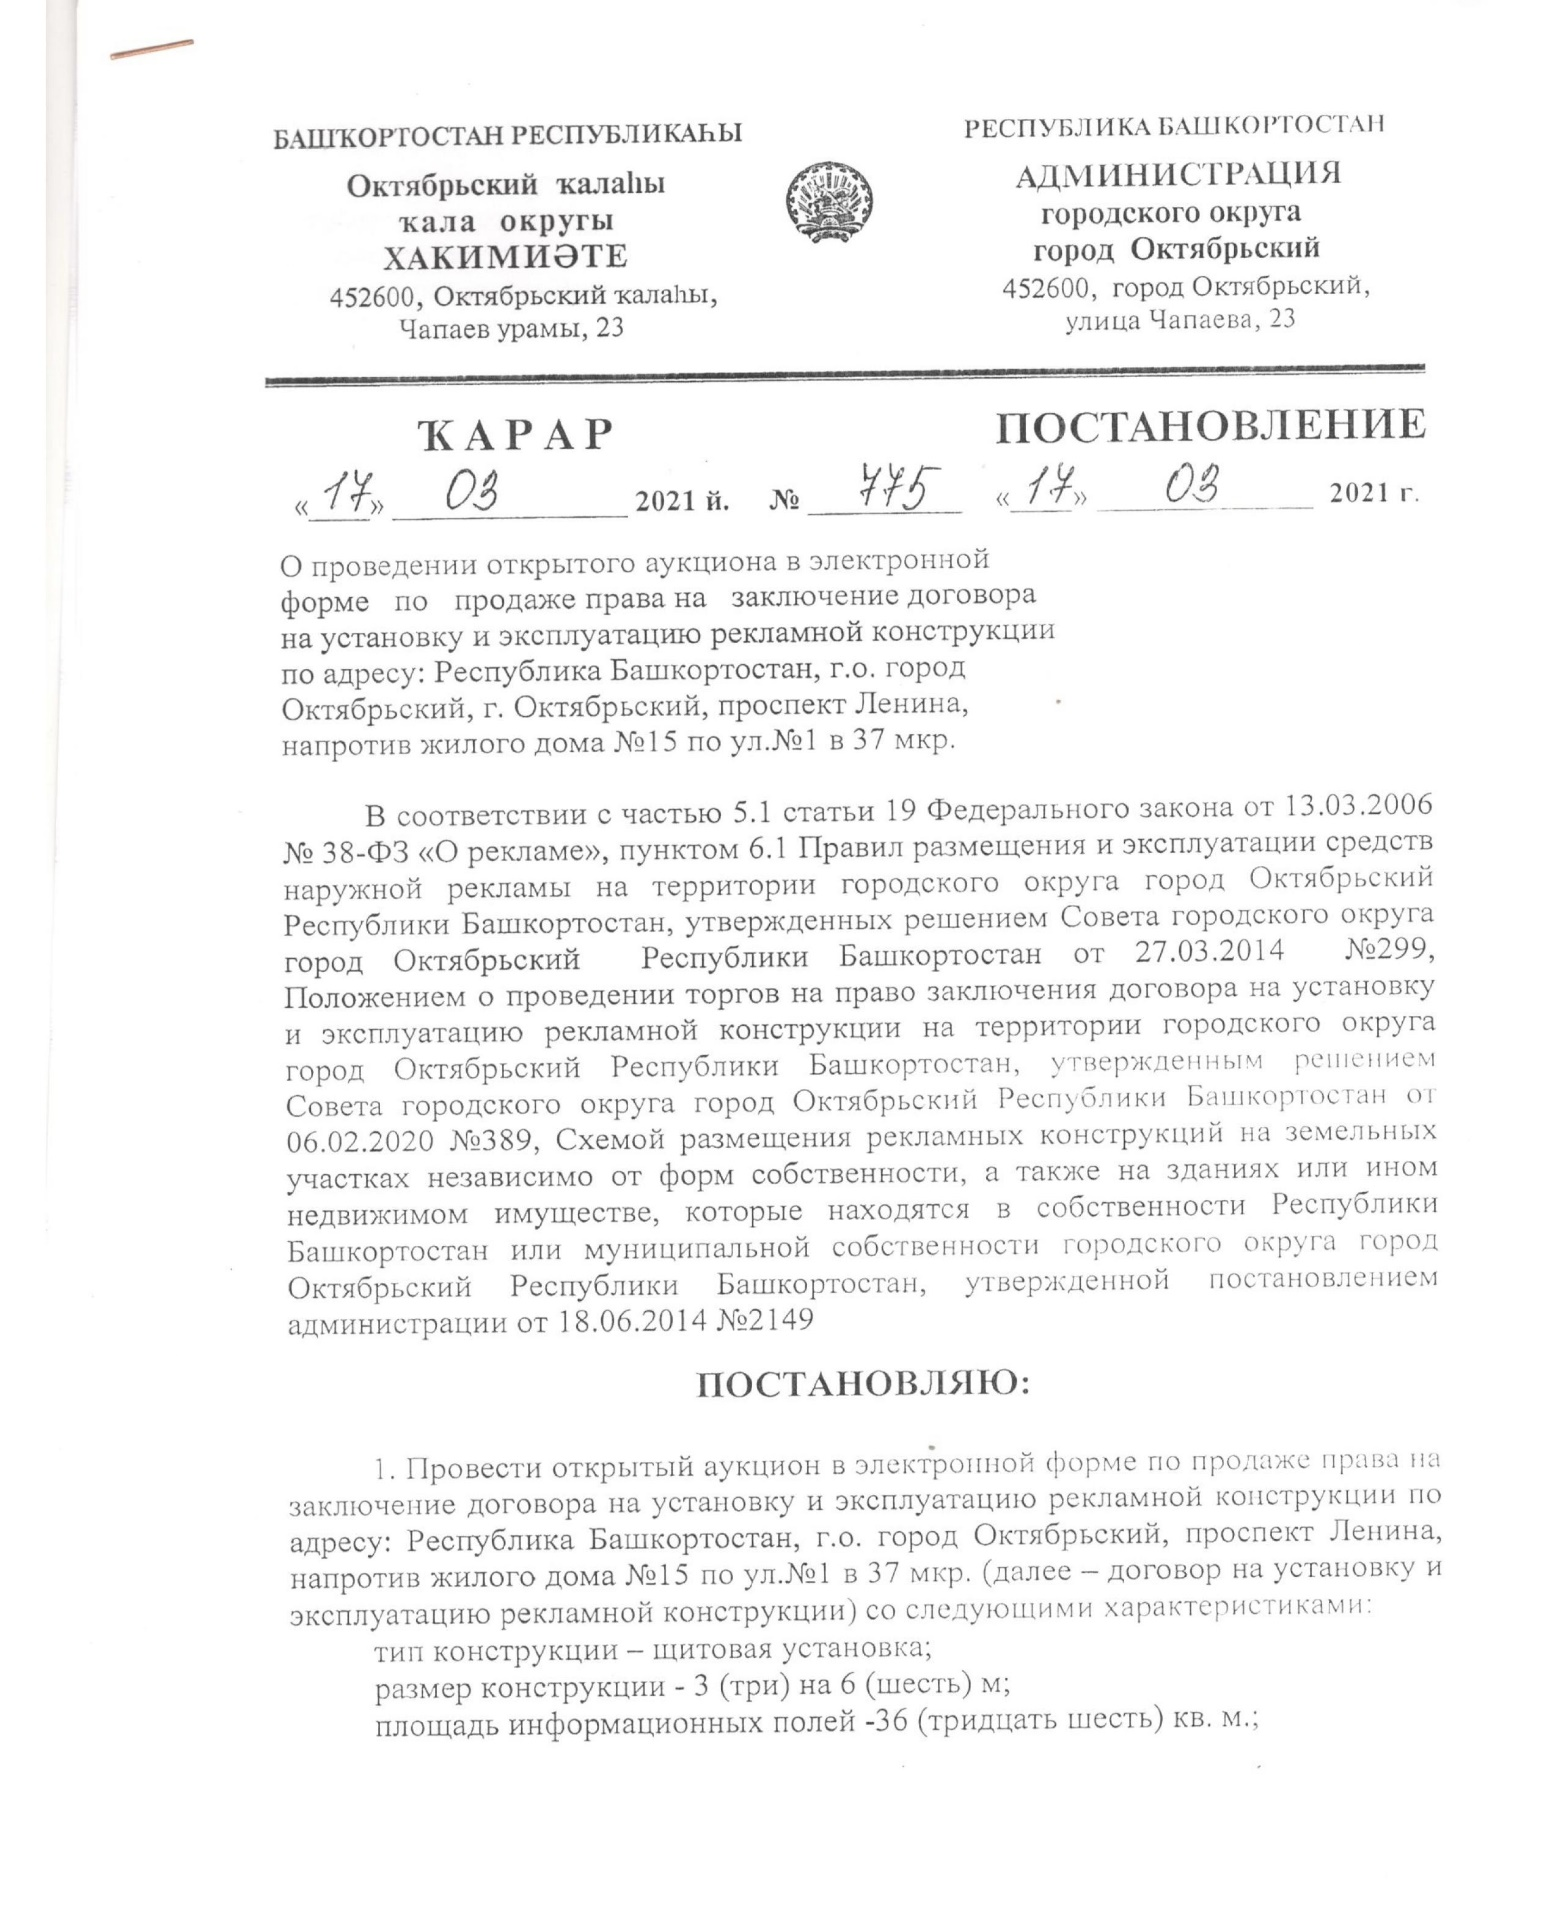 БАШҠОРТОСТАН РЕСПУБЛИКАҺЫ
Октябрьский ҡалаһы
ҡала округы
ХАКИМИӘТЕ
452600, Октябрьский ҡалаһы,
Чапаев урамы, 23
РЕСПУБЛИКА БАШКОРТОСТАН
АДМИНИСТРАЦИЯ
городского округа
город Октябрьский
452600, город Октябрьский,
улица Чапаева, 23
ҠАРАР
ПОСТАНОВЛЕНИЕ
«17» 03 2021 й. № 775 «17» 03 2021 г.
О проведении открытого аукциона в электронной
форме по продаже права на заключение договора
на установку и эксплуатацию рекламной конструкции
по адресу: Республика Башкортостан, г.о. город
Октябрьский, г. Октябрьский, проспект Ленина,
напротив жилого дома №15 по ул.№1 в 37 мкр.
В соответствии с частью 5.1 статьи 19 Федерального закона от 13.03.2006
№ 38-ФЗ «О рекламе», пунктом 6.1 Правил размещения и эксплуатации средств
наружной рекламы на территории городского округа город Октябрьский
Республики Башкортостан, утвержденных решением Совета городского округа
город Октябрьский Республики Башкортостан от 27.03.2014 №299,
Положением о проведении торгов на право заключения договора на установку
и эксплуатацию рекламной конструкции на территории городского округа
город Октябрьский Республики Башкортостан, утвержденным решением
Совета городского округа город Октябрьский Республики Башкортостан от
06.02.2020 №389, Схемой размещения рекламных конструкций на земельных
участках независимо от форм собственности, а также на зданиях или ином
недвижимом имуществе, которые находятся в собственности Республики
Башкортостан или муниципальной собственности городского округа город
Октябрьский Республики Башкортостан, утвержденной постановлением
администрации от 18.06.2014 №2149
ПОСТАНОВЛЯЮ:
1. Провести открытый аукцион в электронной форме по продаже права на
заключение договора на установку и эксплуатацию рекламной конструкции по
адресу: Республика Башкортостан, г.о. город Октябрьский, проспект Ленина,
напротив жилого дома №15 по ул.№1 в 37 мкр. (далее – договор на установку и
эксплуатацию рекламной конструкции) со следующими характеристиками:
тип конструкции – щитовая установка;
размер конструкции - 3 (три) на 6 (шесть) м;
площадь информационных полей -36 (тридцать шесть) кв. м.;